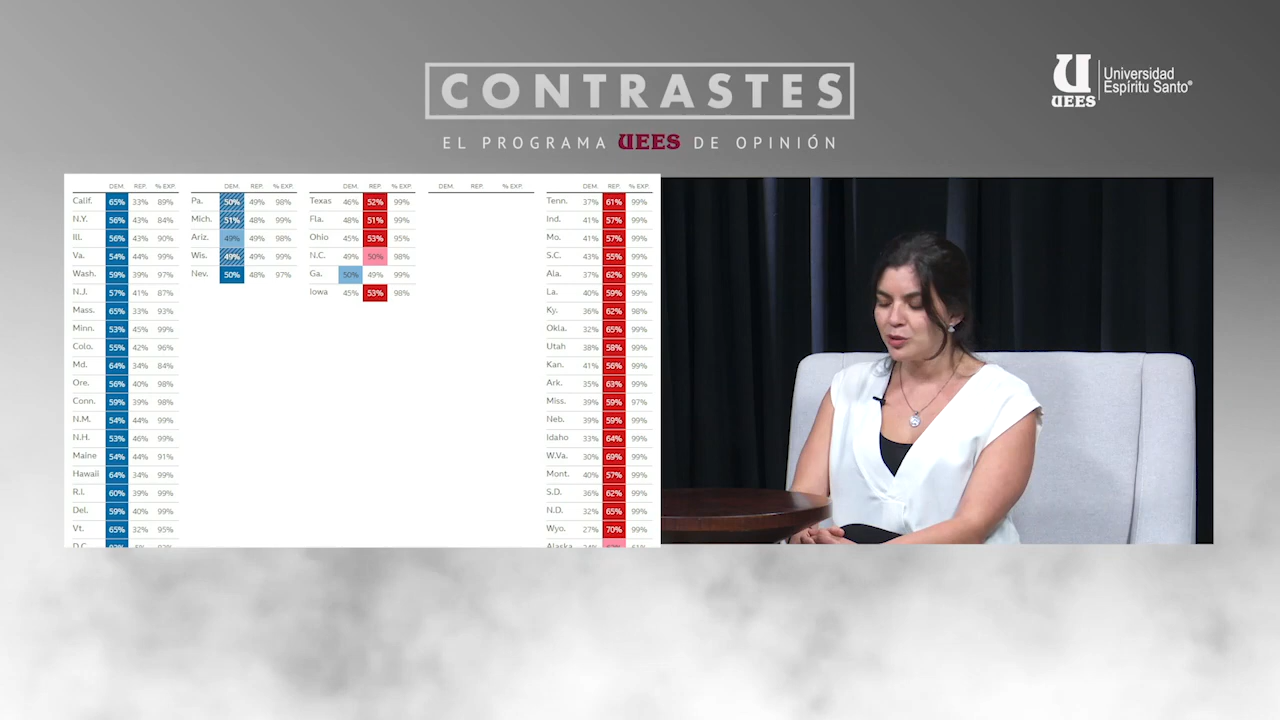 CONTRASTES
EL PROGRAMA UEES DE OPINIÓN
UEES
Universidad
Espíritu Santo®
DEM. REP. % EXP.
Calif. 65% 33% 89%
N.Y. 56% 43% 84%
Ill. 56% 43% 90%
Va. 54% 44% 99%
Wash. 59% 39% 97%
N.J. 57% 41% 87%
Mass. 65% 33% 93%
Minn. 53% 45% 99%
Colo. 55% 42% 96%
Md. 64% 34% 84%
Ore. 56% 40% 98%
Conn. 59% 39% 98%
N.M. 54% 44% 99%
N.H. 53% 46% 99%
Maine 54% 44% 91%
Hawaii 64% 34% 99%
R.I. 60% 39% 99%
Del. 59% 40% 99%
Vt. 65% 32% 95%
D.C.
DEM. REP. % EXP.
Pa. 50% 49% 98%
Mich. 51% 48% 99%
Ariz. 49% 49% 98%
Wis. 49% 49% 99%
Nev. 50% 48% 97%
DEM. REP. % EXP.
Texas 46% 52% 99%
Fla. 48% 51% 99%
Ohio 45% 53% 95%
N.C. 49% 50% 98%
Ga. 50% 49% 99%
Iowa 45% 53% 98%
DEM. REP. % EXP.
DEM. REP. % EXP.
Tenn. 37% 61% 99%
Ind. 41% 57% 99%
Mo. 41% 57% 99%
S.C. 43% 55% 99%
Ala. 37% 62% 99%
La. 40% 59% 99%
Ky. 36% 62% 98%
Okla. 32% 65% 99%
Utah 38% 58% 99%
Kan. 41% 56% 99%
Ark. 35% 63% 99%
Miss. 39% 59% 97%
Neb. 39% 59% 99%
Idaho 33% 64% 99%
W.Va. 30% 69% 99%
Mont. 40% 57% 99%
S.D. 36% 62% 99%
N.D. 32% 65% 99%
Wyo. 27% 70% 99%
Alaska